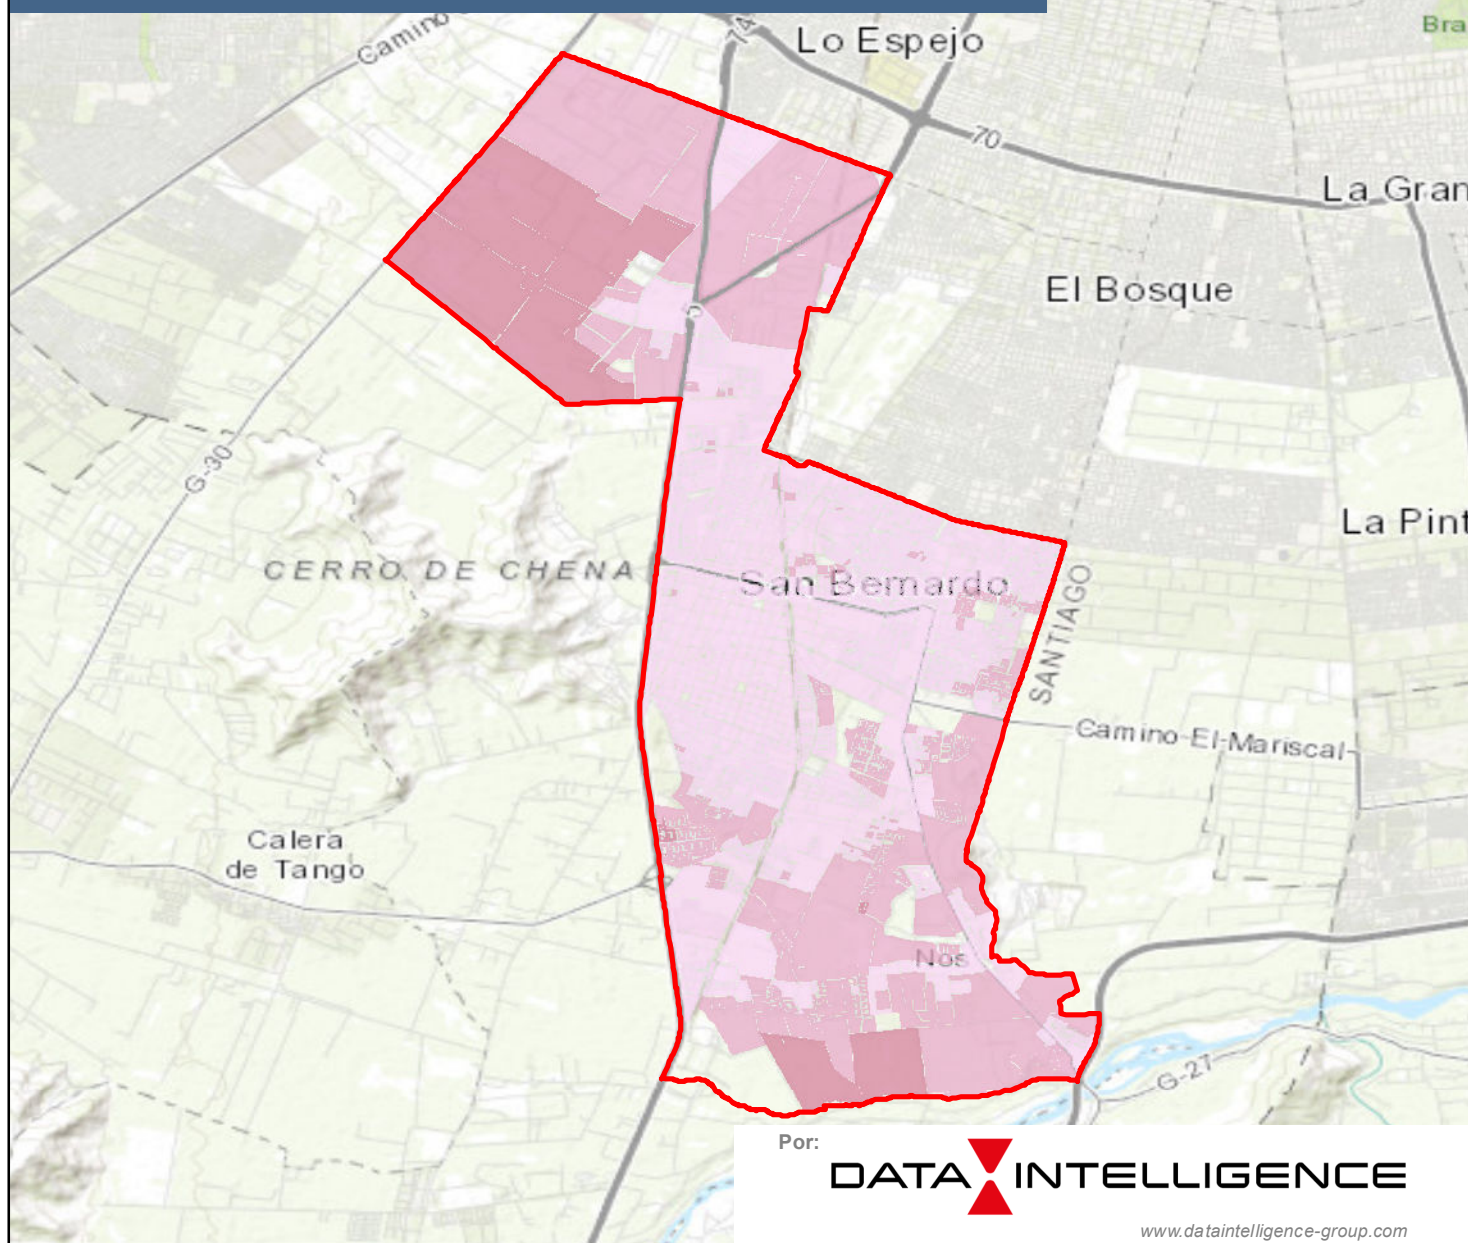 Camino
74
Lo Espejo
Bra
70
La Gran
El Bosque
G-30
La Pint
CERRO DE CHENA
San Bernardo
SANTIAGO
Camino El Mariscal
Calera
de Tango
Nos
G-27
Por:
DATA INTELLIGENCE
www.dataintelligence-group.com